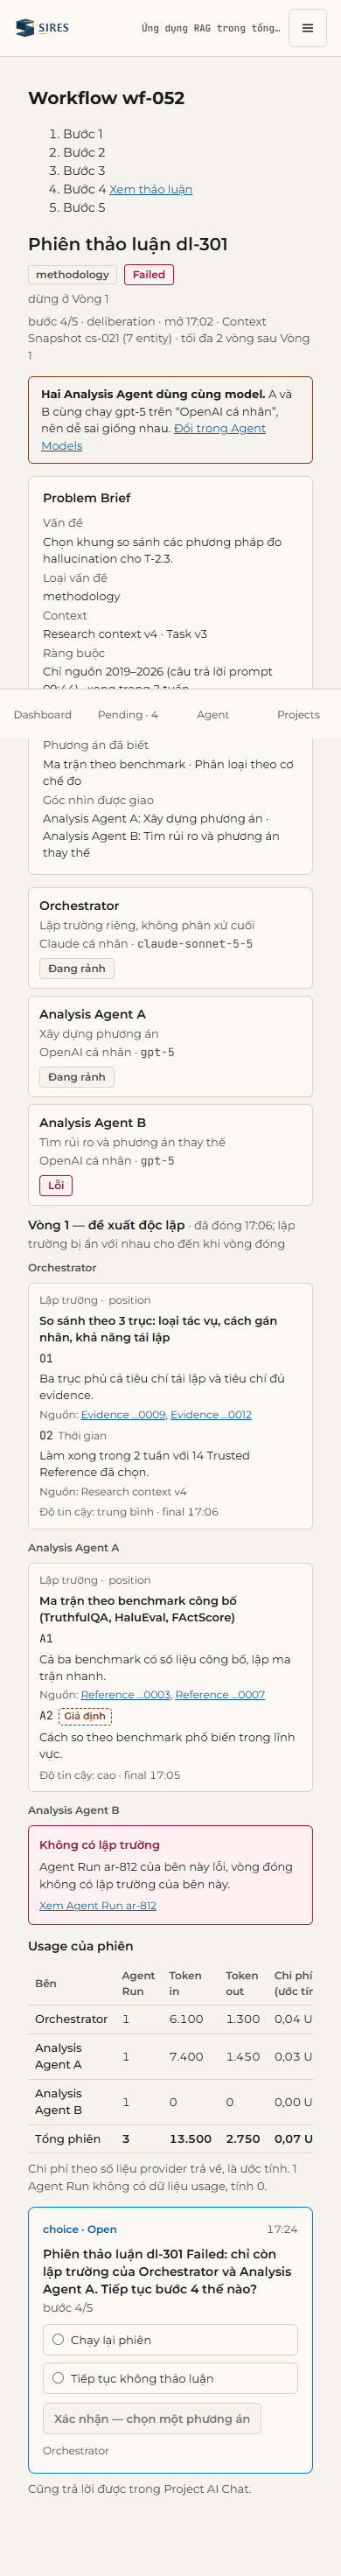 SIRES
Ứng dụng RAG trong tổng…
Workflow wf-052
1. Bước 1
2. Bước 2
3. Bước 3
4. Bước 4 Xem thảo luận
5. Bước 5
Phiên thảo luận dl-301
methodology Failed
dừng ở Vòng 1
bước 4/5 · deliberation · mở 17:02 · Context
Snapshot cs-021 (7 entity) · tối đa 2 vòng sau Vòng
1
Hai Analysis Agent dùng cùng model. A và
B cùng chạy gpt-5 trên “OpenAI cá nhân”,
nên dễ sai giống nhau. Đổi trong Agent
Models
Problem Brief
Vấn đề
Chọn khung so sánh các phương pháp đo
hallucination cho T-2.3.
Loại vấn đề
methodology
Context
Research context v4 · Task v3
Ràng buộc
Chỉ nguồn 2019–2026 (câu trả lời prompt
Dashboard Pending · 4 Agent Projects
Phương án đã biết
Ma trận theo benchmark · Phân loại theo cơ
chế đo
Góc nhìn được giao
Analysis Agent A: Xây dựng phương án ·
Analysis Agent B: Tìm rủi ro và phương án
thay thế
Orchestrator
Lập trường riêng, không phân xử cuối
Claude cá nhân · claude-sonnet-5-5
Đang rảnh
Analysis Agent A
Xây dựng phương án
OpenAI cá nhân · gpt-5
Đang rảnh
Analysis Agent B
Tìm rủi ro và phương án thay thế
OpenAI cá nhân · gpt-5
Lỗi
Vòng 1 — đề xuất độc lập · đã đóng 17:06; lập
trường bị ẩn với nhau cho đến khi vòng đóng
Orchestrator
Lập trường · position
So sánh theo 3 trục: loại tác vụ, cách gán
nhãn, khả năng tái lập
O1
Ba trục phủ cả tiêu chí tái lập và tiêu chí đủ
evidence.
Nguồn: Evidence …0009, Evidence …0012
O2 Thời gian
Làm xong trong 2 tuần với 14 Trusted
Reference đã chọn.
Nguồn: Research context v4
Độ tin cậy: trung bình · final 17:06
Analysis Agent A
Lập trường · position
Ma trận theo benchmark công bố
(TruthfulQA, HaluEval, FActScore)
A1
Cả ba benchmark có số liệu công bố, lập ma
trận nhanh.
Nguồn: Reference …0003, Reference …0007
A2 Giả định
Cách so theo benchmark phổ biến trong lĩnh
vực.
Độ tin cậy: cao · final 17:05
Analysis Agent B
Không có lập trường
Agent Run ar-812 của bên này lỗi, vòng đóng
không có lập trường của bên này.
Xem Agent Run ar-812
Usage của phiên
Bên Agent Run Token in Token out Chi phí (ước tír
Orchestrator 1 6.100 1.300 0,04 U
Analysis Agent A 1 7.400 1.450 0,03 U
Analysis Agent B 1 0 0 0,00 U
Tổng phiên 3 13.500 2.750 0,07 U
Chi phí theo số liệu provider trả về, là ước tính. 1
Agent Run không có dữ liệu usage, tính 0.
choice · Open 17:24
Phiên thảo luận dl-301 Failed: chỉ còn
lập trường của Orchestrator và Analysis
Agent A. Tiếp tục bước 4 thế nào?
bước 4/5
Chạy lại phiên
Tiếp tục không thảo luận
Xác nhận — chọn một phương án
Orchestrator
Cũng trả lời được trong Project AI Chat.